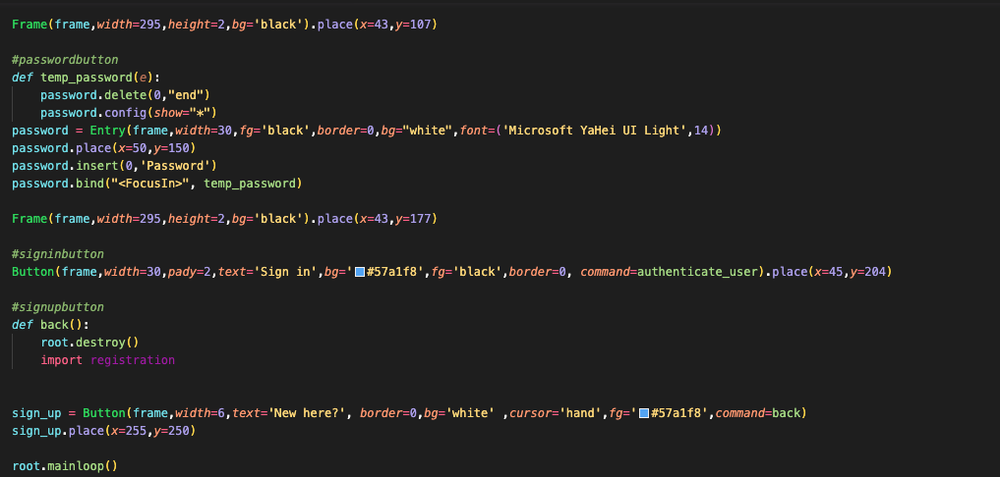 Frame(frame,width=295,height=2,bg='black').place(x=43,y=107)
#passwordbutton
def temp_password(e):
password.delete(0,"end")
password.config(show="*")
password = Entry(frame,width=30,fg='black',border=0,bg="white",font=('Microsoft YaHei UI Light',14))
password.place(x=50,y=150)
password.insert(0,'Password')
password.bind("<FocusIn>", temp_password)
Frame(frame,width=295,height=2,bg='black').place(x=43,y=177)
#signinbutton
Button(frame,width=30,pady=2,text='Sign in',bg='#57a1f8',fg='black',border=0, command=authenticate_user).place(x=45,y=204)
#signupbutton
def back():
root.destroy()
import registration
sign_up = Button(frame,width=6,text='New here?', border=0,bg='white' ,cursor='hand',fg='#57a1f8',command=back)
sign_up.place(x=255,y=250)
root.mainloop()